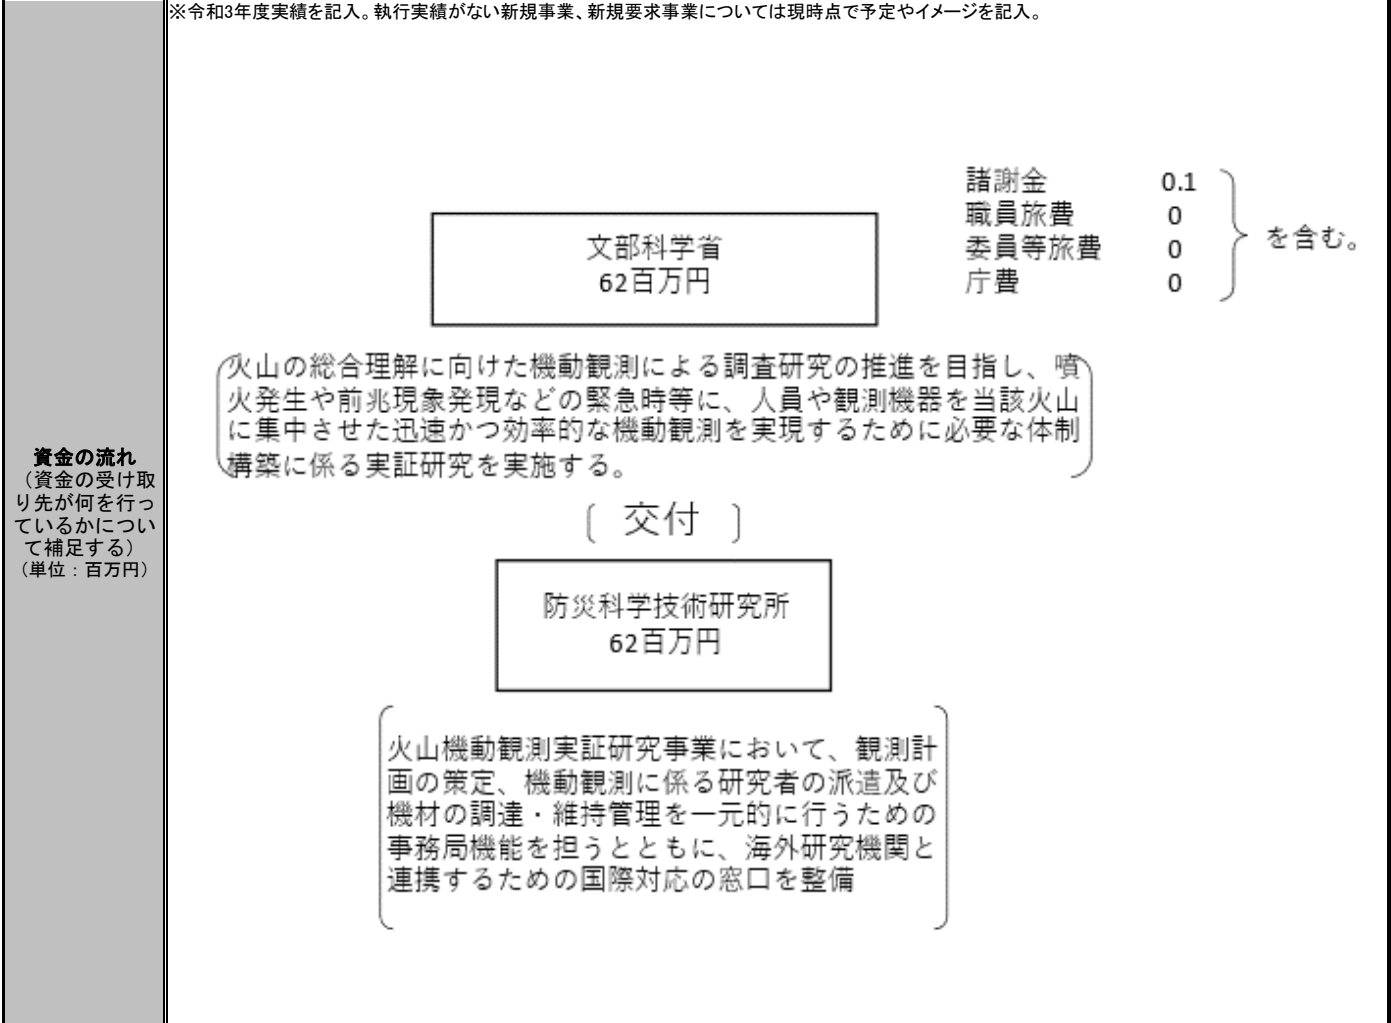 ※令和3年度実績を記入。執行実績がない新規事業、新規要求事業については現時点で予定やイメージを記入。
資金の流れ
(資金の受け取
り先が何を行っ
ているかについ
て補足する)
(単位：百万円)
文部科学省
62百万円
諸謝金 0.1
職員旅費 0
委員等旅費 0
庁費 0
を含む。
火山の総合理解に向けた機動観測による調査研究の推進を目指し、噴
火発生や前兆現象発現などの緊急時等に、人員や観測機器を当該火山
に集中させた迅速かつ効率的な機動観測を実現するために必要な体制
構築に係る実証研究を実施する。
〔 交付 〕
防災科学技術研究所
62百万円
火山機動観測実証研究事業において、観測計
画の策定、機動観測に係る研究者の派遣及び
機材の調達・維持管理を一元的に行うための
事務局機能を担うとともに、海外研究機関と
連携するための国際対応の窓口を整備